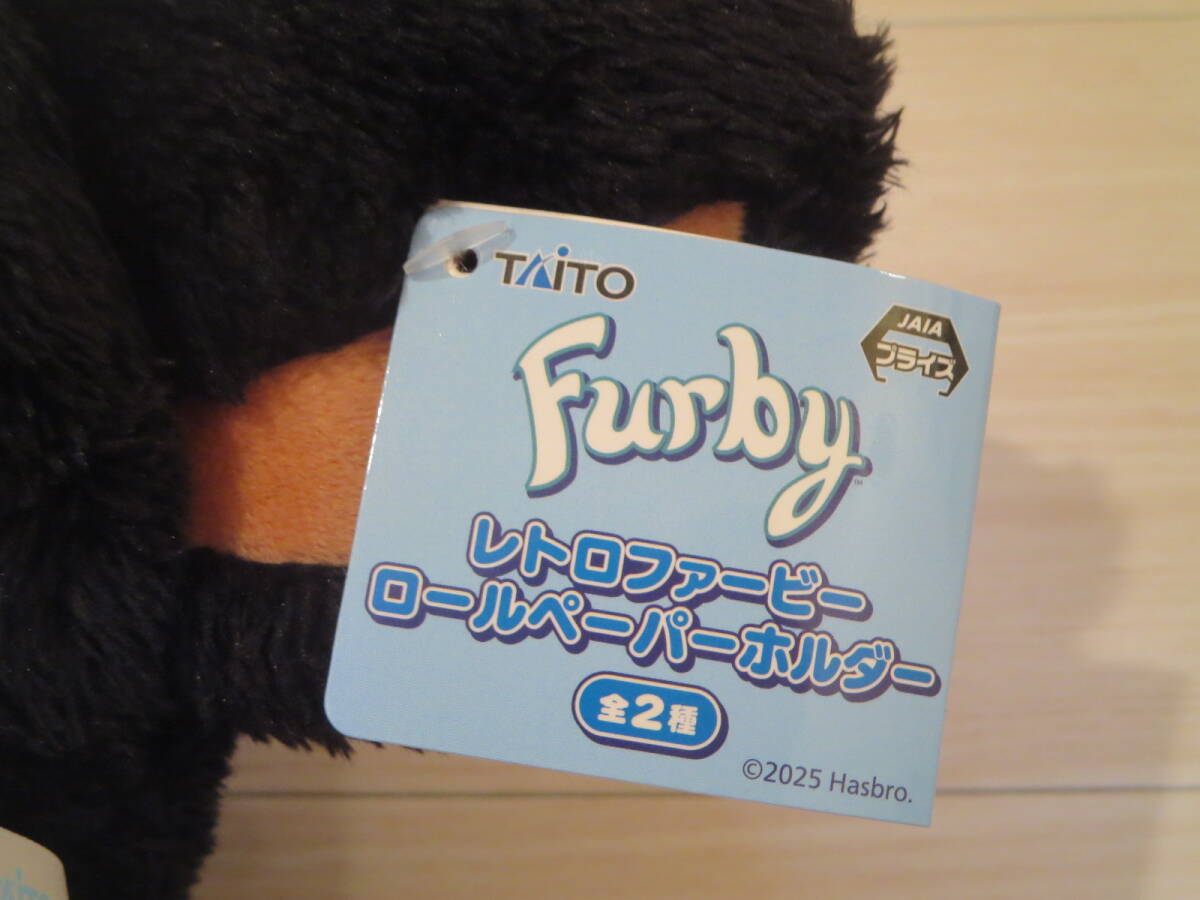 TAITO
JAIA
プライズ
Furby™
レトロファービー
ロールペーパーホルダー
全2種
©2025 Hasbro.